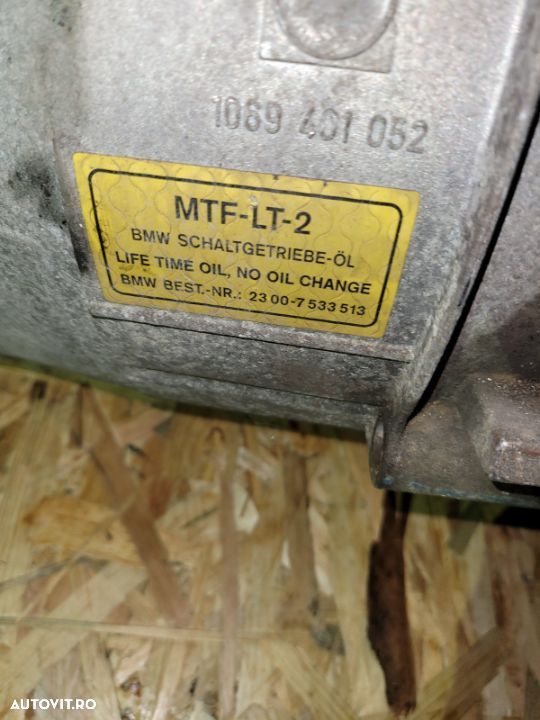 1069 401 052
MTF-LT-2
BMW SCHALTGETRIEBE-ÖL
LIFE TIME OIL, NO OIL CHANGE
BMW BEST.-NR.: 23 00-7 533 513
AUTOVIT.RO